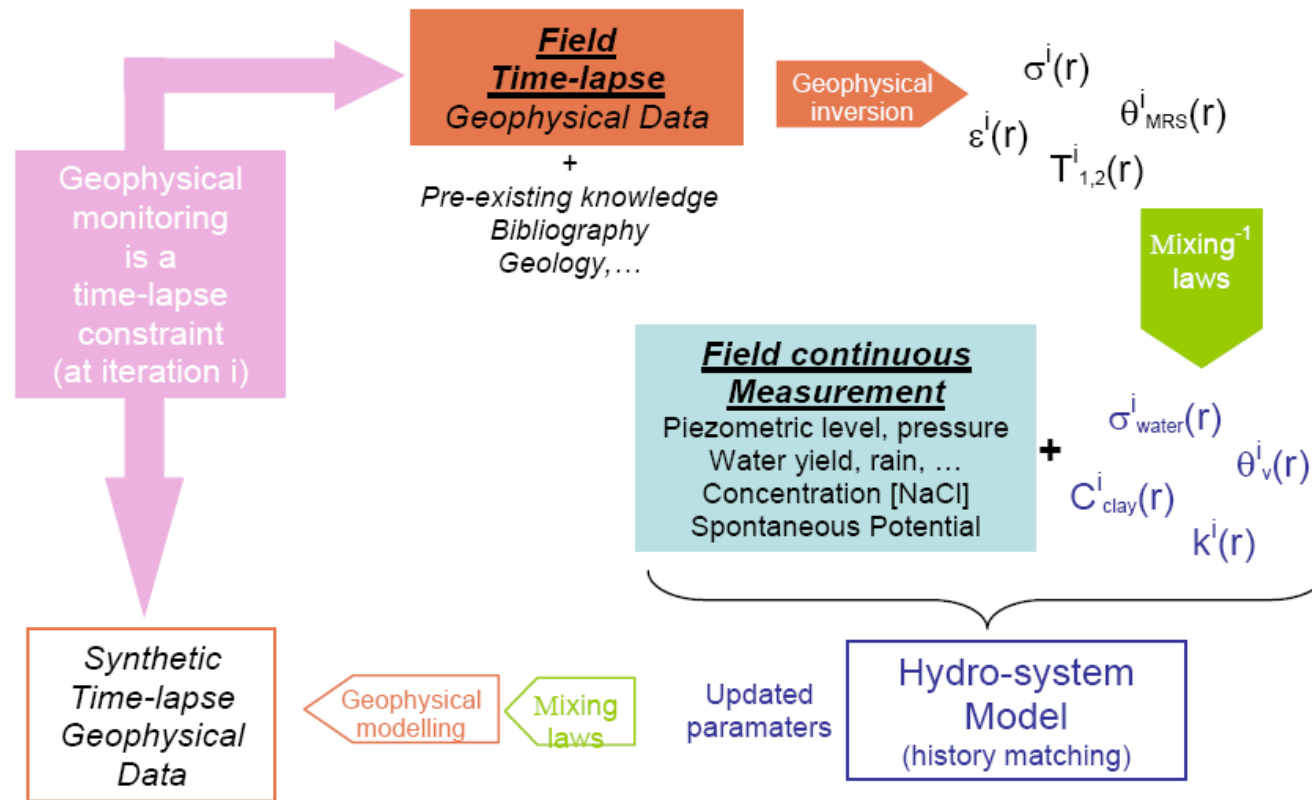 Field
Time-lapse
Geophysical Data
+
Pre-existing knowledge
Bibliography
Geology,...
Geophysical
inversion
σⁱ(r)
θⁱMRS(r)
εⁱ(r)
Tⁱ1,2(r)
Mixing⁻¹
laws
Geophysical
monitoring
is a
time-lapse
constraint
(at iteration i)
Field continuous
Measurement
Piezometric level, pressure
Water yield, rain, ...
Concentration [NaCl]
Spontaneous Potential
+
σⁱwater(r)
θⁱv(r)
Cⁱclay(r)
kⁱ(r)
Hydro-system
Model
(history matching)
Updated
paramaters
Mixing
laws
Geophysical
modelling
Synthetic
Time-lapse
Geophysical
Data